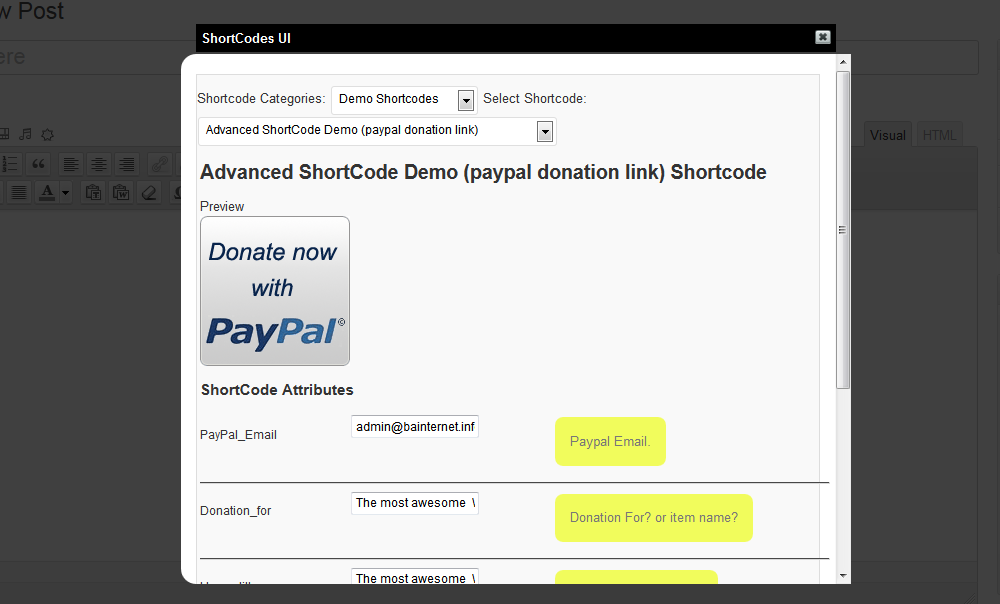 w Post
ShortCodes UI
ere
Shortcode Categories: Demo Shortcodes Select Shortcode:
Advanced ShortCode Demo (paypal donation link)
Visual HTML
Advanced ShortCode Demo (paypal donation link) Shortcode
Preview
Donate now
with
PayPal©
ShortCode Attributes
PayPal_Email admin@bainternet.inf Paypal Email.
Donation_for The most awesome \ Donation For? or item name?
The most awesome \